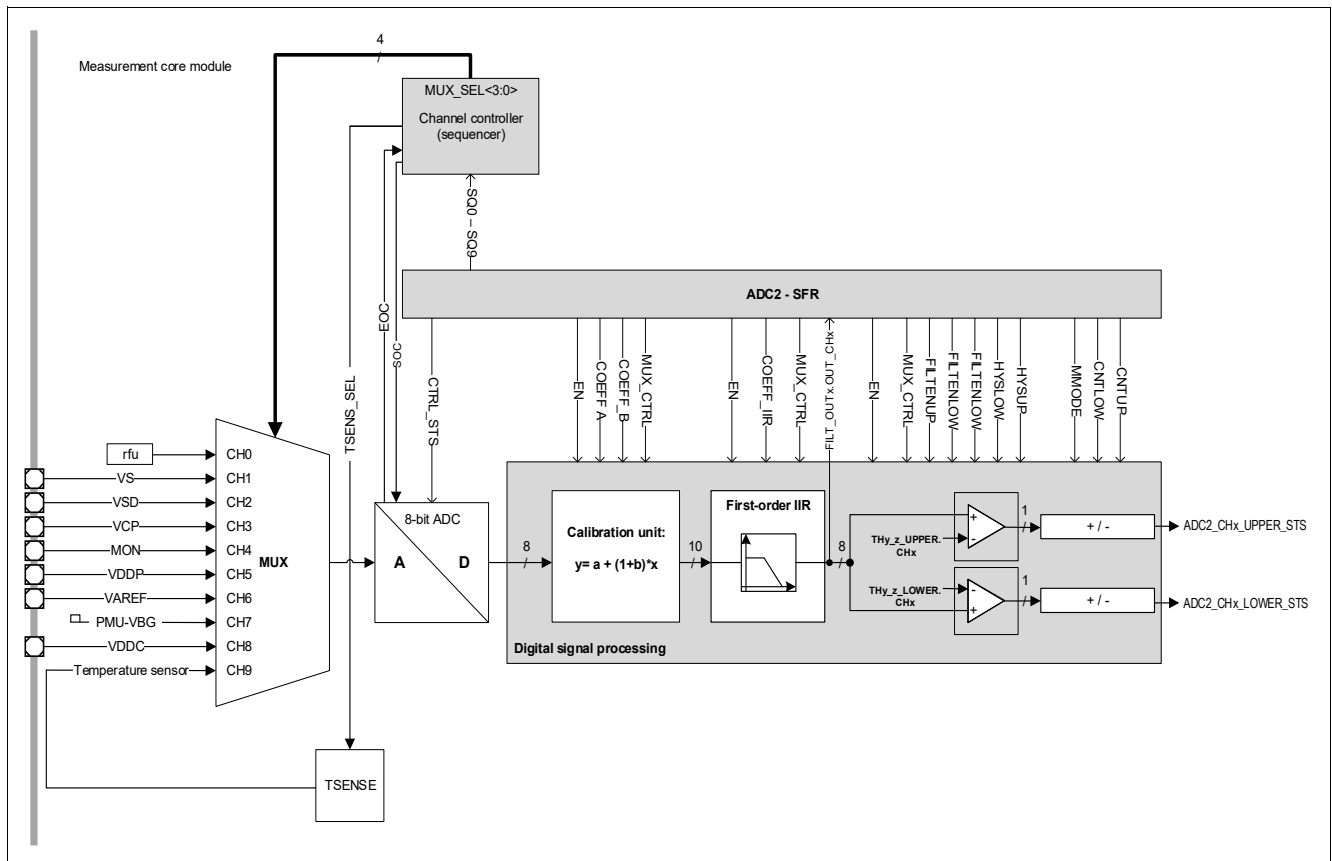 4
Measurement core module
MUX_SEL<3:0>
Channel controller
(sequencer)
SQ0 – SQ9
ADC2 - SFR
TSENS_SEL
EOC
SOC
CTRL_STS
EN
COEFF A
COEFF_B
MUX_CTRL
EN
COEFF_IIR
MUX_CTRL
FILT_OUTx.OUT_CHx
EN
MUX_CTRL
FILTENUP
FILTENLOW
FILTENLOW
HYSLOW
HYSUP
MMODE
CNTLOW
CNTUP
rfu
CH0
VS
CH1
VSD
CH2
VCP
CH3
MON
CH4
VDDP
CH5
VAREF
CH6
PMU-VBG
CH7
VDDC
CH8
Temperature sensor
CH9
MUX
8-bit ADC
A
D
8
Calibration unit:
y= a + (1+b)*x
10
First-order IIR
8
THy_z_UPPER.
CHx
+
-
1
+ / -
ADC2_CHx_UPPER_STS
THy_z_LOWER.
CHx
-
+
1
+ / -
ADC2_CHx_LOWER_STS
Digital signal processing
TSENSE